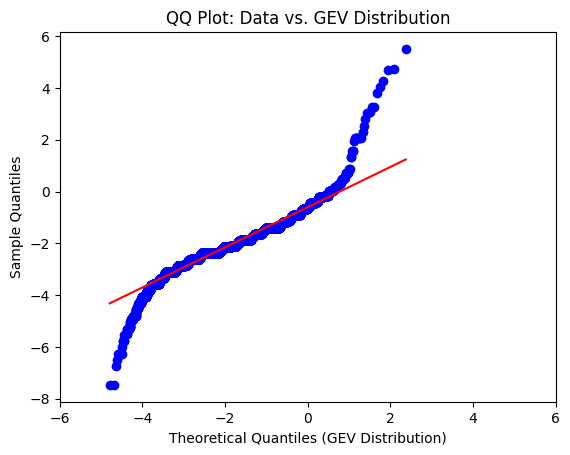 QQ Plot: Data vs. GEV Distribution
6
4
2
0
−2
−4
−6
−8
Sample Quantiles
−6 −4 −2 0 2 4 6
Theoretical Quantiles (GEV Distribution)